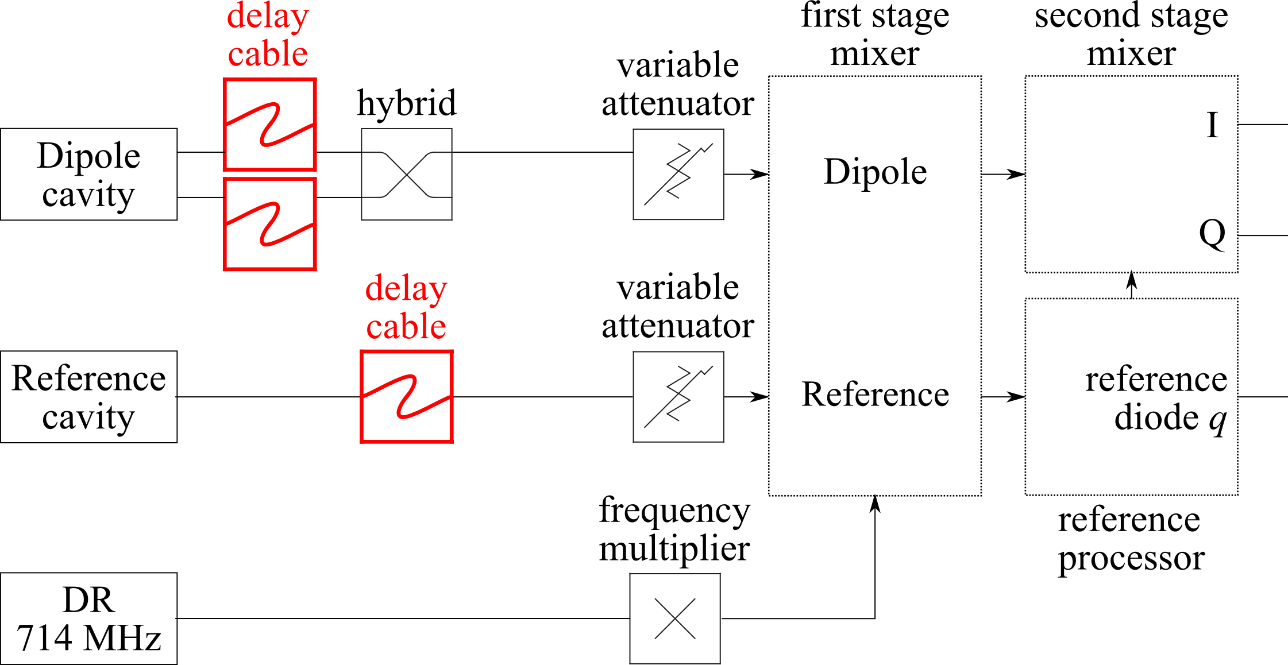 delay
cable
hybrid
variable
attenuator
first stage
mixer
second stage
mixer
Dipole
cavity
Dipole
I
Q
delay
cable
variable
attenuator
Reference
cavity
Reference
reference
diode q
frequency
multiplier
reference
processor
DR
714 MHz